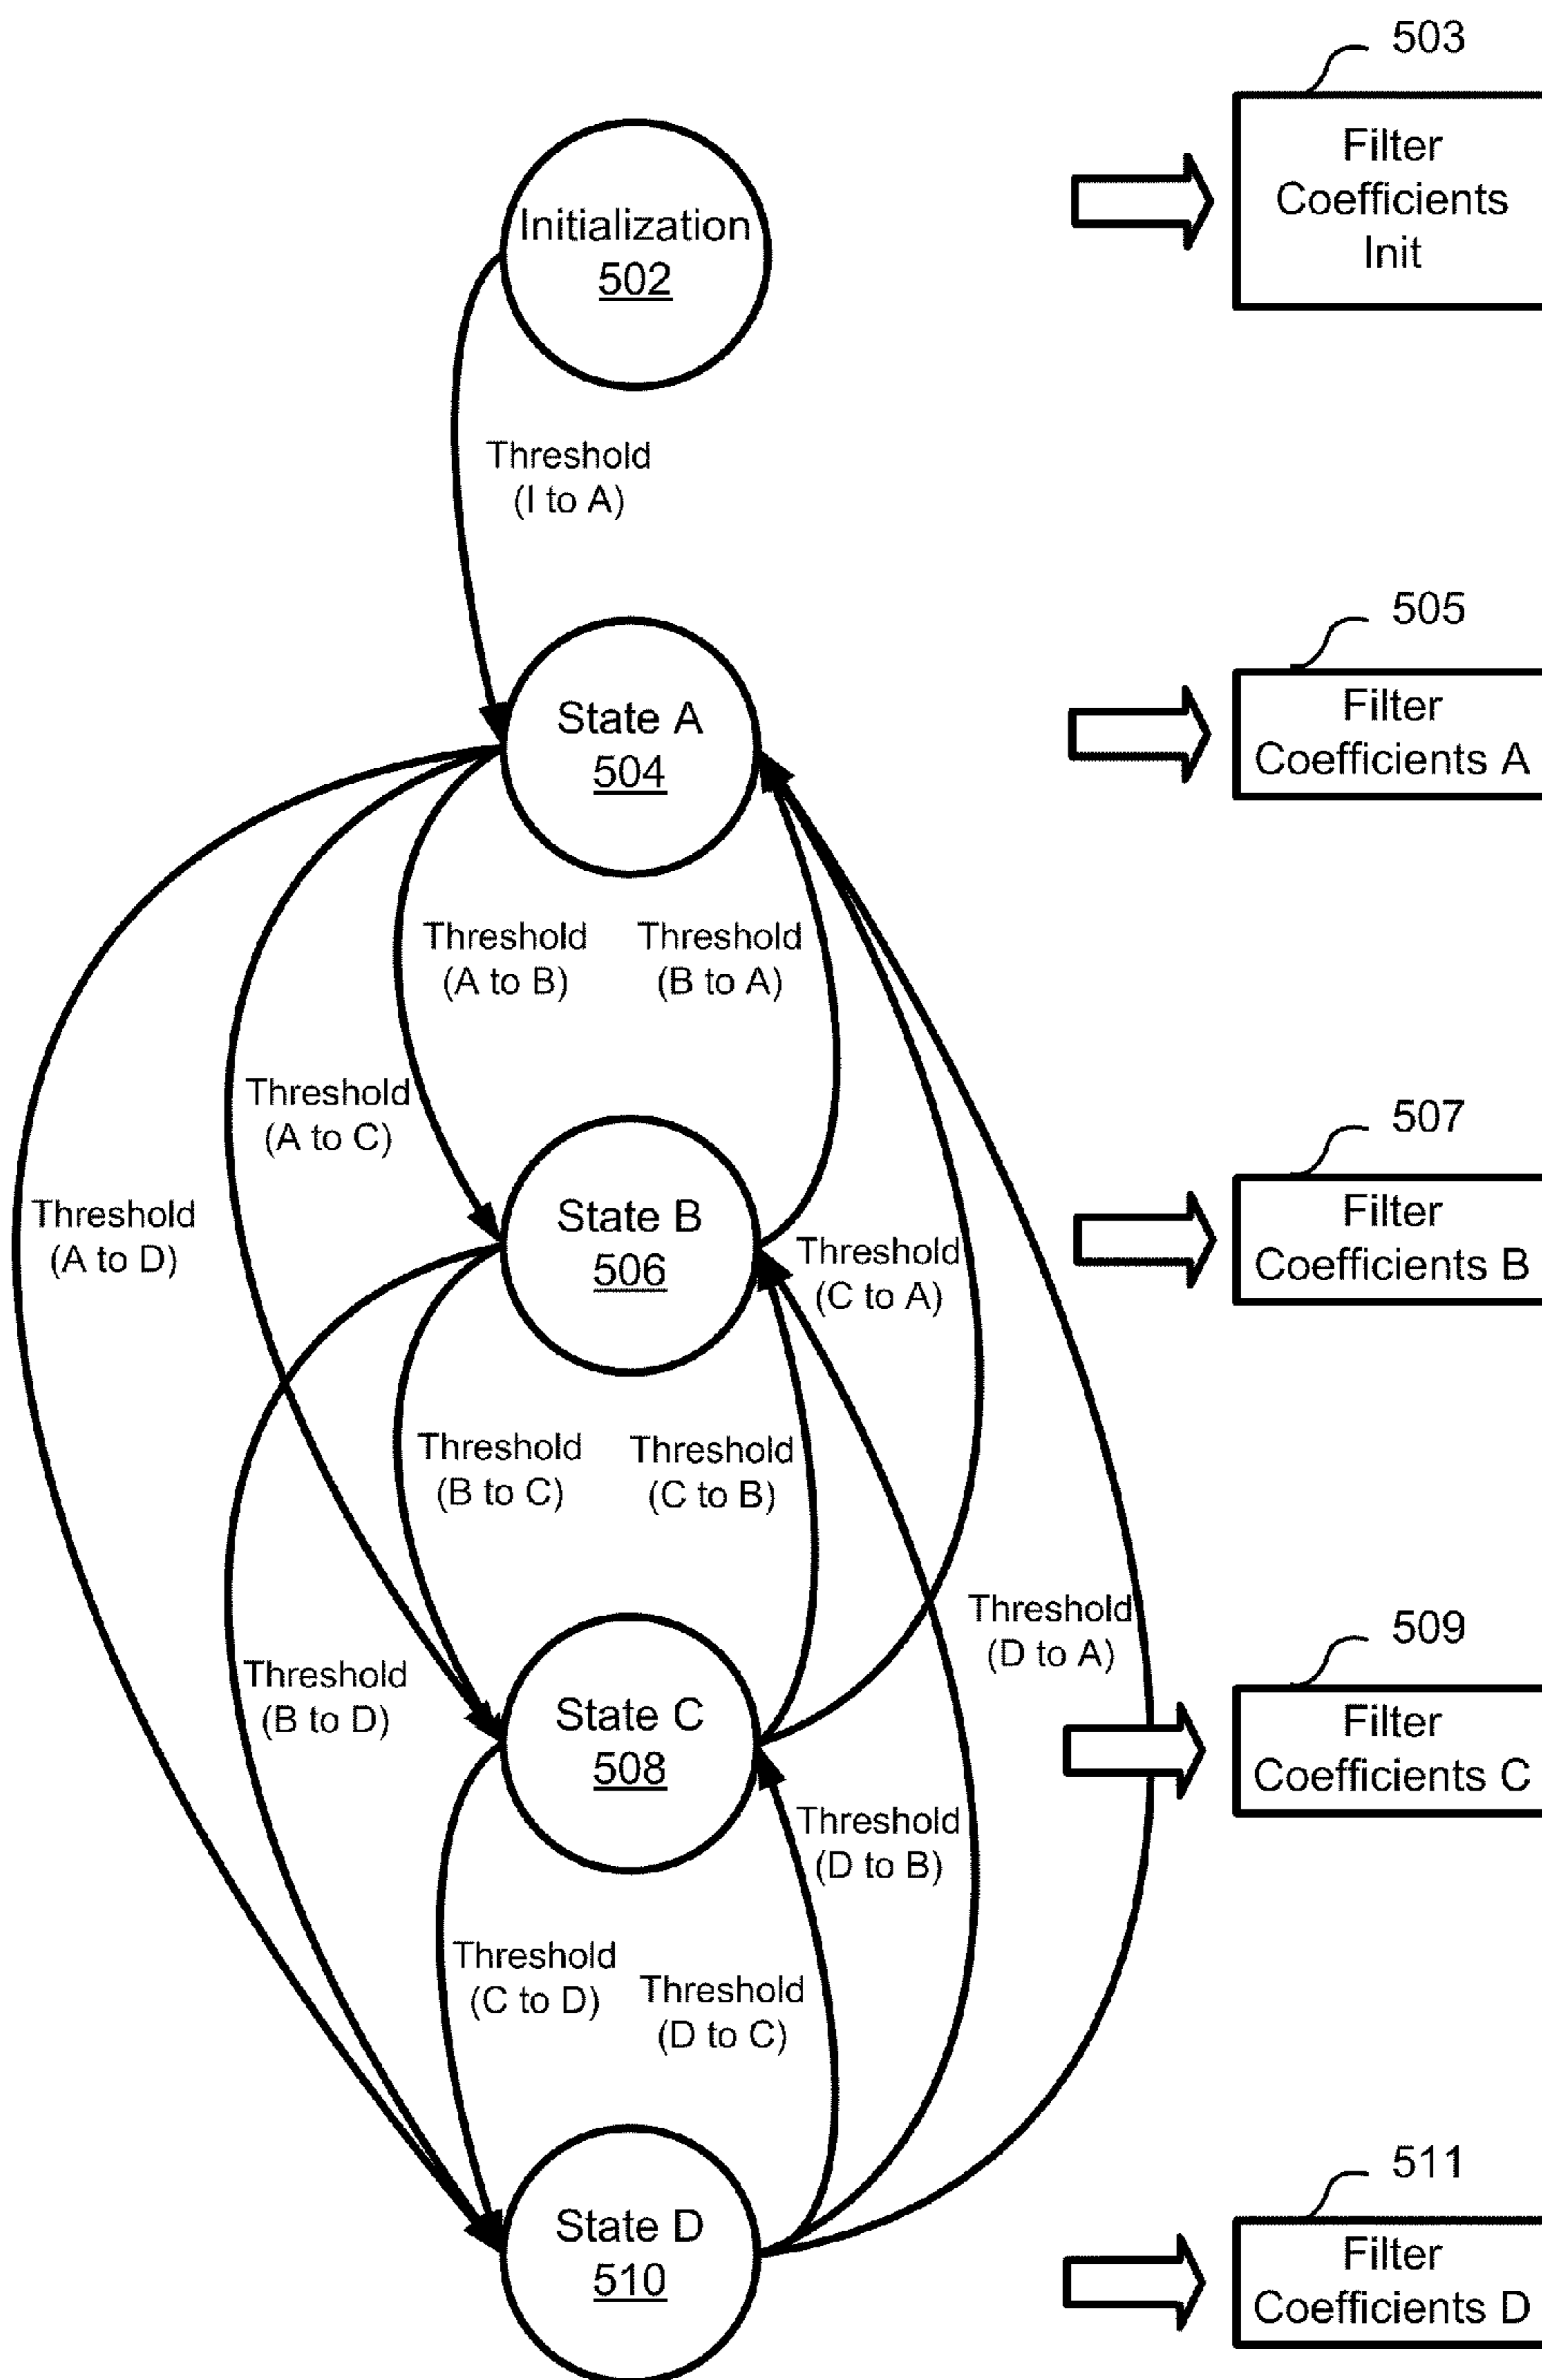 503
Filter
Coefficients
Init
Initialization
502
Threshold
(I to A)
505
Filter
Coefficients A
State A
504
Threshold
(A to B)
Threshold
(B to A)
Threshold
(A to C)
507
Filter
Coefficients B
Threshold
(A to D)
State B
506
Threshold
(C to A)
Threshold
(B to C)
Threshold
(C to B)
509
Filter
Coefficients C
Threshold
(D to A)
Threshold
(B to D)
State C
508
Threshold
(D to B)
Threshold
(C to D)
Threshold
(D to C)
511
Filter
Coefficients D
State D
510